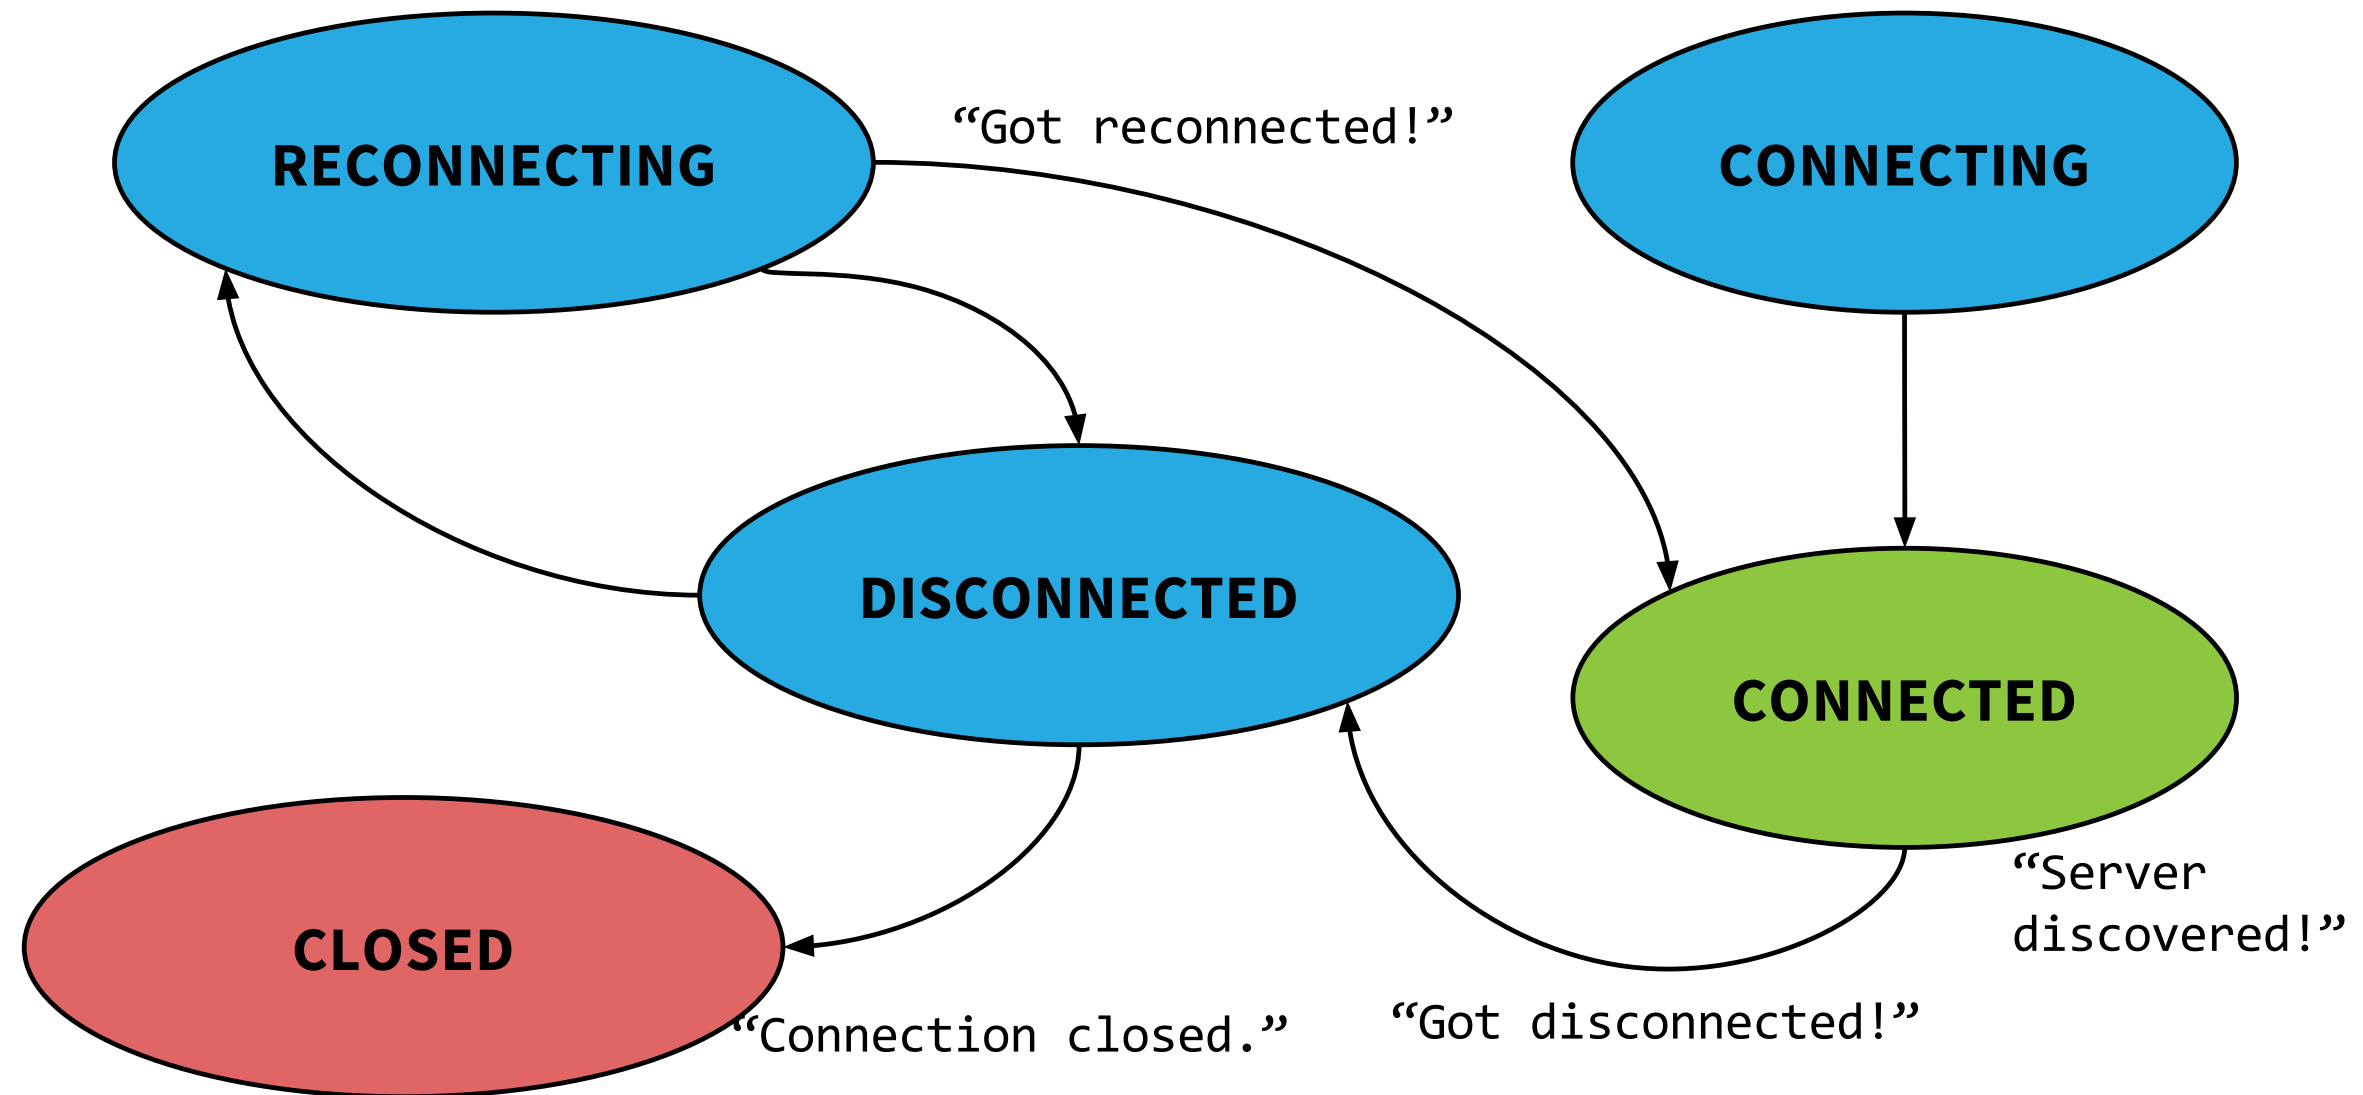 RECONNECTING
“Got reconnected!”
CONNECTING
DISCONNECTED
CONNECTED
“Server
discovered!”
CLOSED
“Connection closed.”
“Got disconnected!”